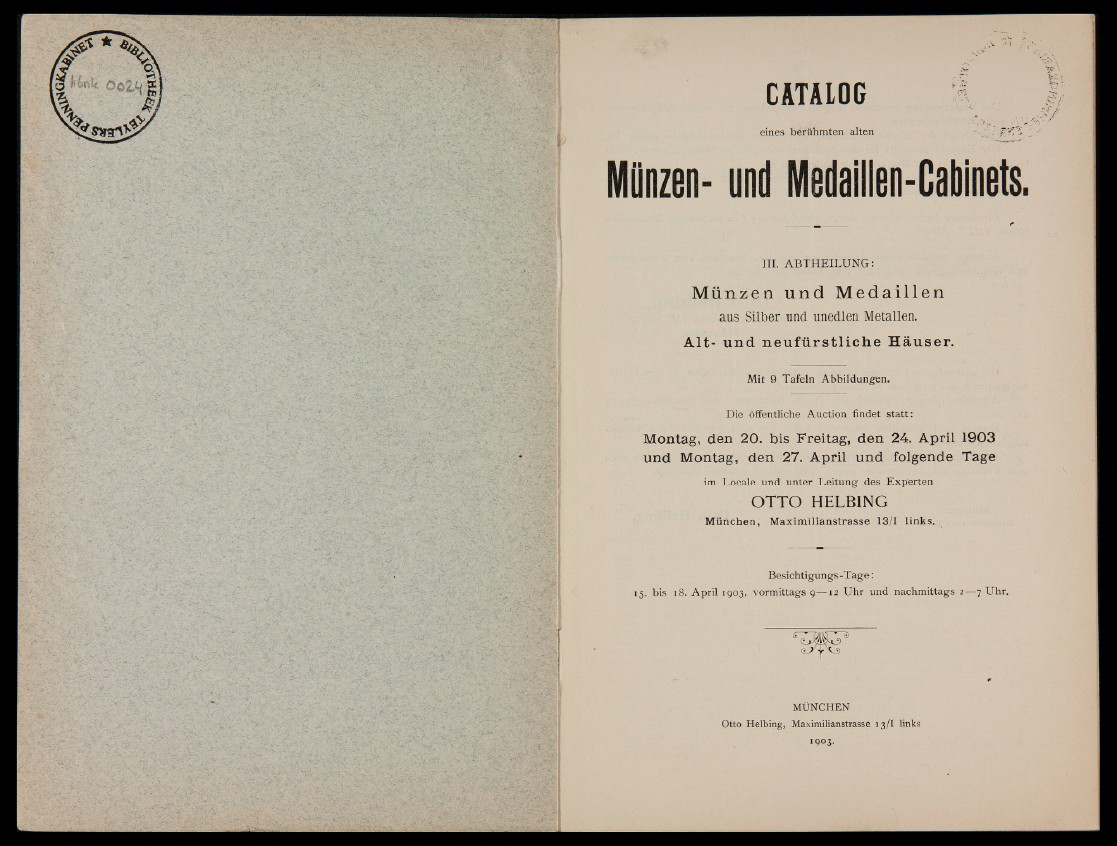 BIBLIOTHEEK TEYLERS PENNINGKABINET ★
0024
CATALOG
eines berühmten alten
Münzen- und Medaillen-Cabinets.
III. ABTHEILUNG:
Münzen und Medaillen
aus Silber und unedlen Metallen.
Alt- und neufürstliche Häuser.
Mit 9 Tafeln Abbildungen.
Die öffentliche Auction findet statt:
Montag, den 20. bis Freitag, den 24. April 1903
und Montag, den 27. April und folgende Tage
im Locale und unter Leitung des Experten
OTTO HELBING
München, Maximilianstrasse 13/I links.
Besichtigungs-Tage:
15. bis 18. April 1903, vormittags 9—12 Uhr und nachmittags 2—7 Uhr.
MÜNCHEN
Otto Helbing, Maximilianstrasse 13/I links
1903.